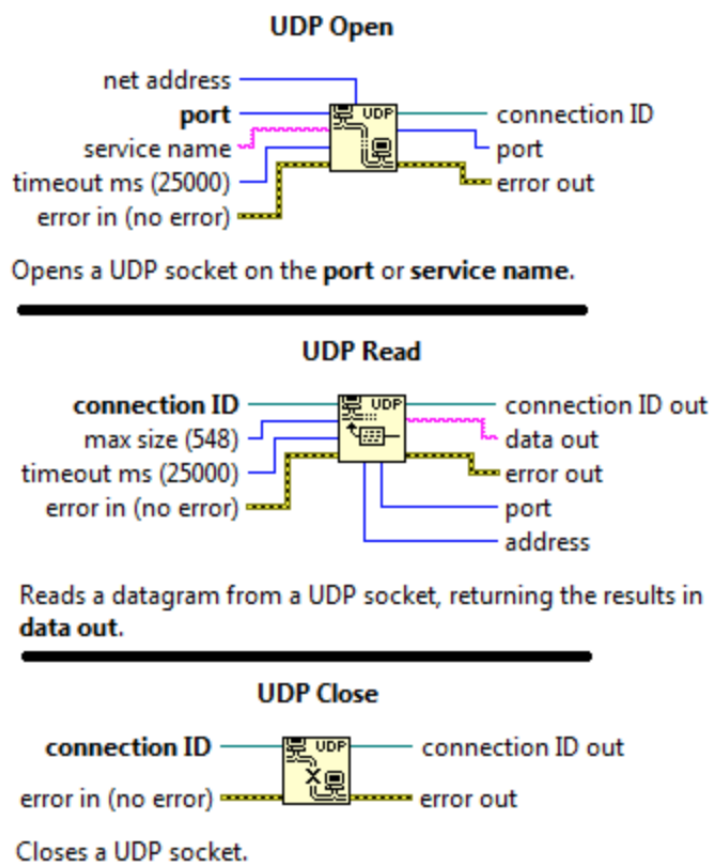 UDP Open
net address
port
service name
timeout ms (25000)
error in (no error)
UDP
connection ID
port
error out
Opens a UDP socket on the port or service name.
UDP Read
connection ID
max size (548)
timeout ms (25000)
error in (no error)
UDP
connection ID out
data out
error out
port
address
Reads a datagram from a UDP socket, returning the results in
data out.
UDP Close
connection ID
error in (no error)
UDP
connection ID out
error out
Closes a UDP socket.